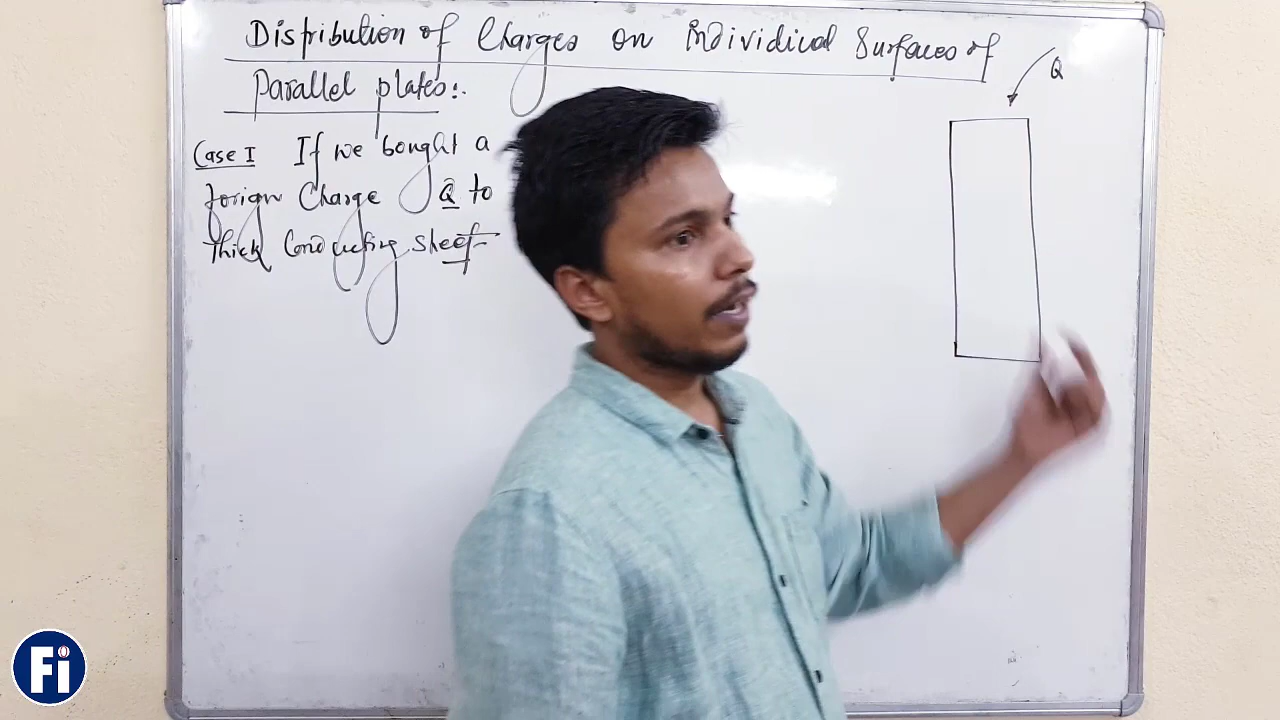 Distribution of Charges on individual Surfaces of
Parallel plates:.
Case I If we bought a
forign Charge Q to
thick Conducting sheet
Q
Fi